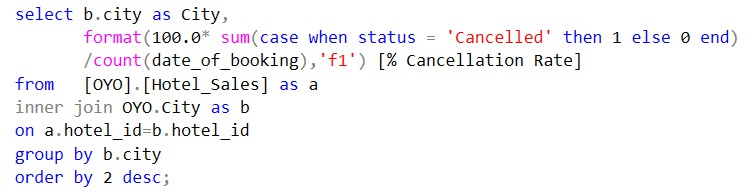 select b.city as City,
format(100.0* sum(case when status = 'Cancelled' then 1 else 0 end)
/count(date_of_booking),'f1') [% Cancellation Rate]
from [OYO].[Hotel_Sales] as a
inner join OYO.City as b
on a.hotel_id=b.hotel_id
group by b.city
order by 2 desc;